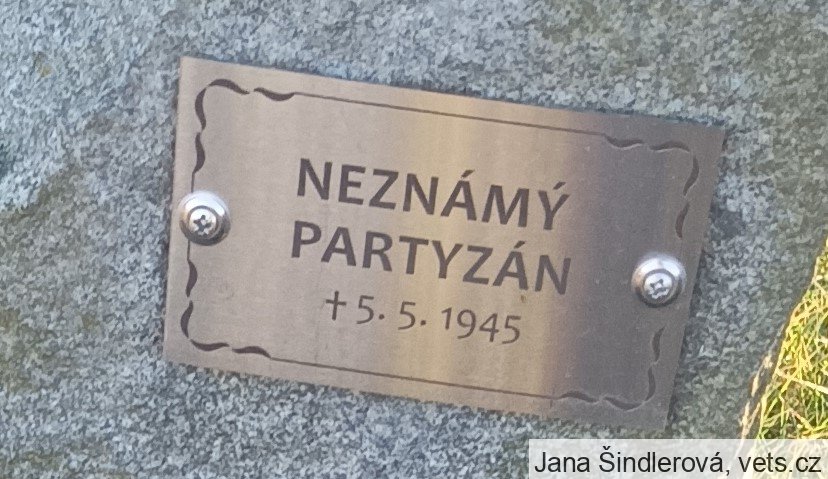 NEZNÁMÝ
PARTYZÁN
† 5. 5. 1945
Jana Šindlerová, vets.cz